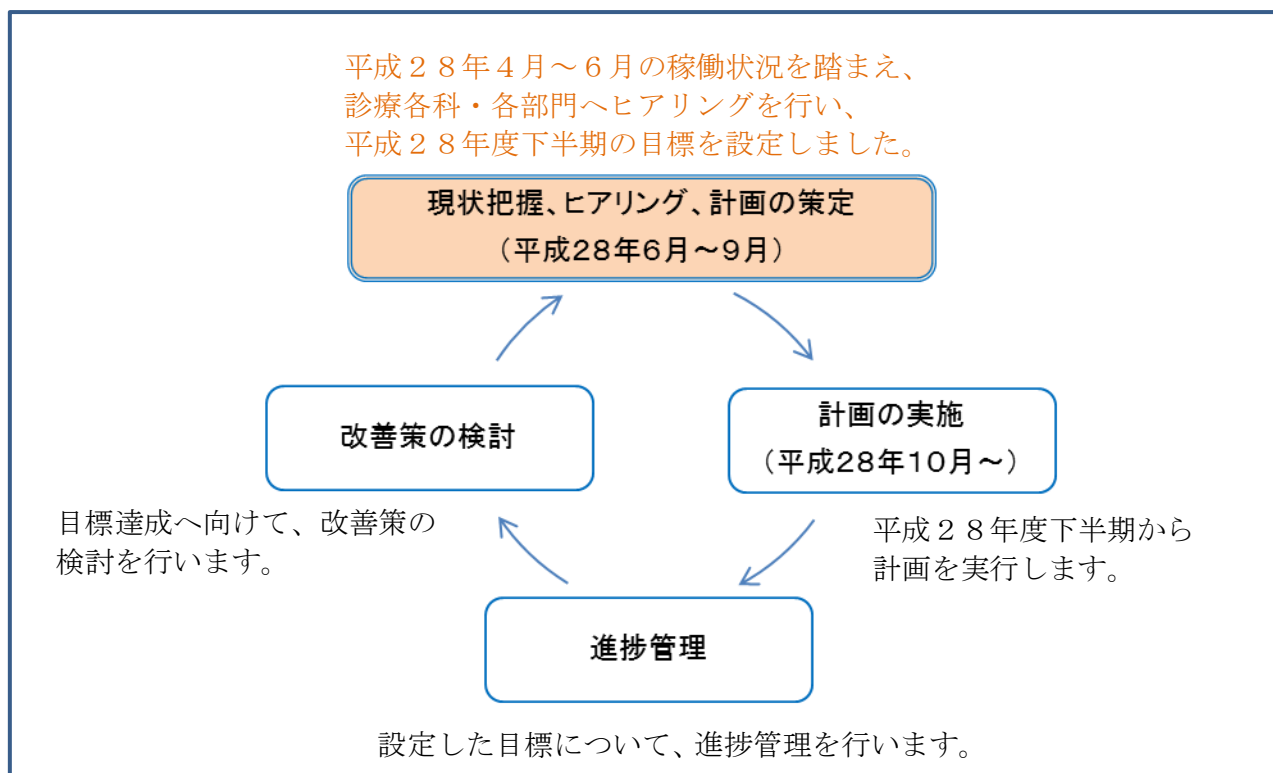 平成２８年４月～６月の稼働状況を踏まえ、
診療各科・各部門へヒアリングを行い、
平成２８年度下半期の目標を設定しました。
現状把握、ヒアリング、計画の策定
（平成28年6月～9月）
計画の実施
（平成28年10月～）
平成２８年度下半期から
計画を実行します。
進捗管理
設定した目標について、進捗管理を行います。
改善策の検討
目標達成へ向けて、改善策の
検討を行います。